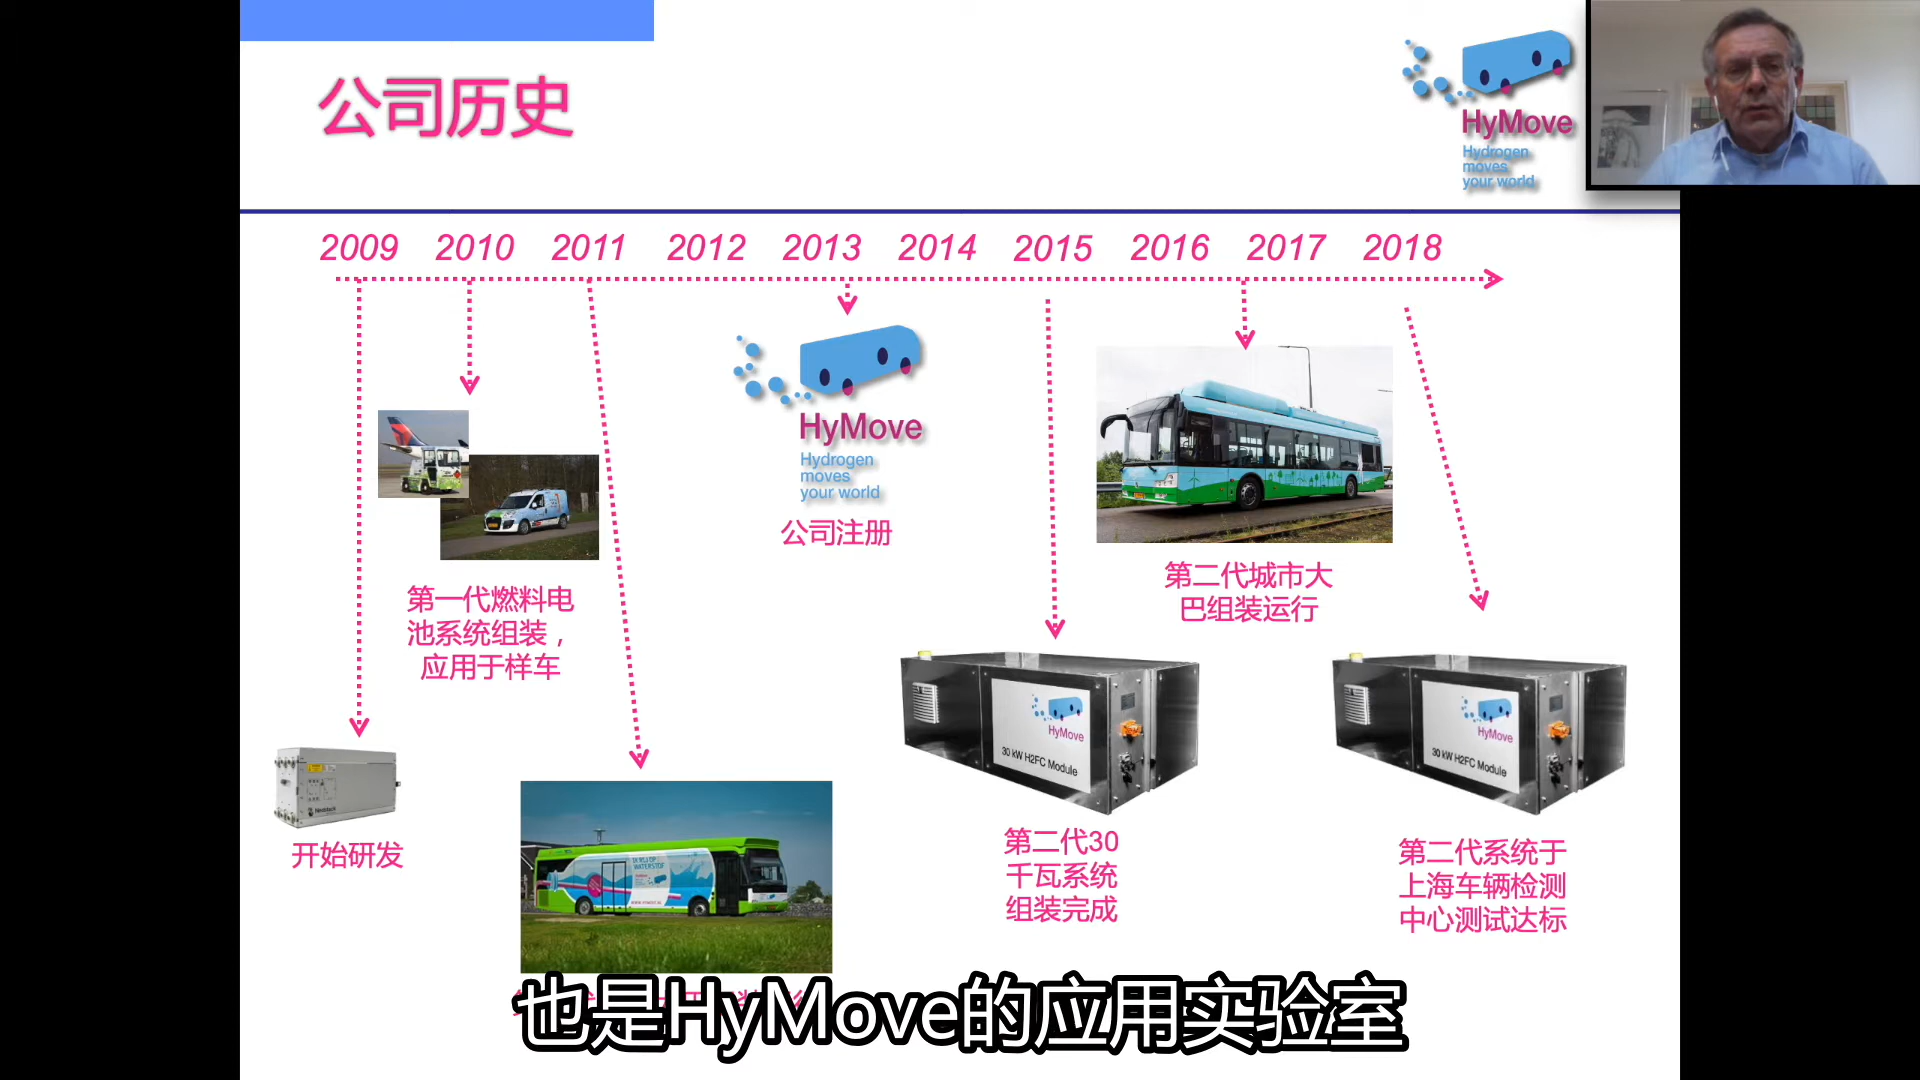 公司历史
HyMove
Hydrogen
moves
your world
2009 2010 2011 2012 2013 2014 2015 2016 2017 2018
HyMove
Hydrogen
moves
your world
公司注册
第二代城市大
巴组装运行
第一代燃料电
池系统组装，
应用于样车
HyMove
30 kW H2FC Module
HyMove
30 kW H2FC Module
开始研发
IK RIJ OP
WATERSTOF
第二代30
千瓦系统
组装完成
第二代系统于
上海车辆检测
中心测试达标
也是HyMove的应用实验室